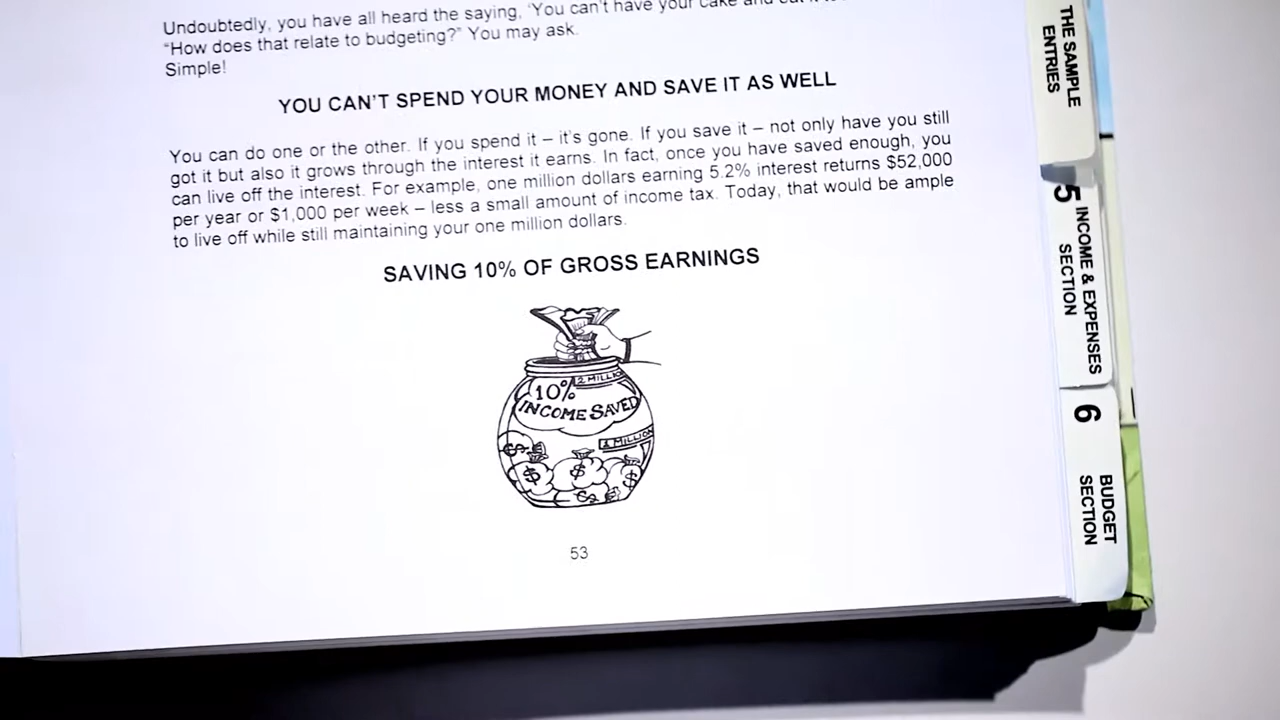 Undoubtedly, you have all heard the saying, 'You can't have your cake and eat it
"How does that relate to budgeting?" You may ask.
Simple!
YOU CAN'T SPEND YOUR MONEY AND SAVE IT AS WELL
You can do one or the other. If you spend it – it's gone. If you save it – not only have you still
got it but also it grows through the interest it earns. In fact, once you have saved enough, you
can live off the interest. For example, one million dollars earning 5.2% interest returns $52,000
per year or $1,000 per week – less a small amount of income tax. Today, that would be ample
to live off while still maintaining your one million dollars.
SAVING 10% OF GROSS EARNINGS
2 MILLION
10%
INCOME SAVED
1 MILLION
$
$ $ $
$
53
THE SAMPLE
ENTRIES
5 INCOME & EXPENSES
SECTION
6 BUDGET
SECTION